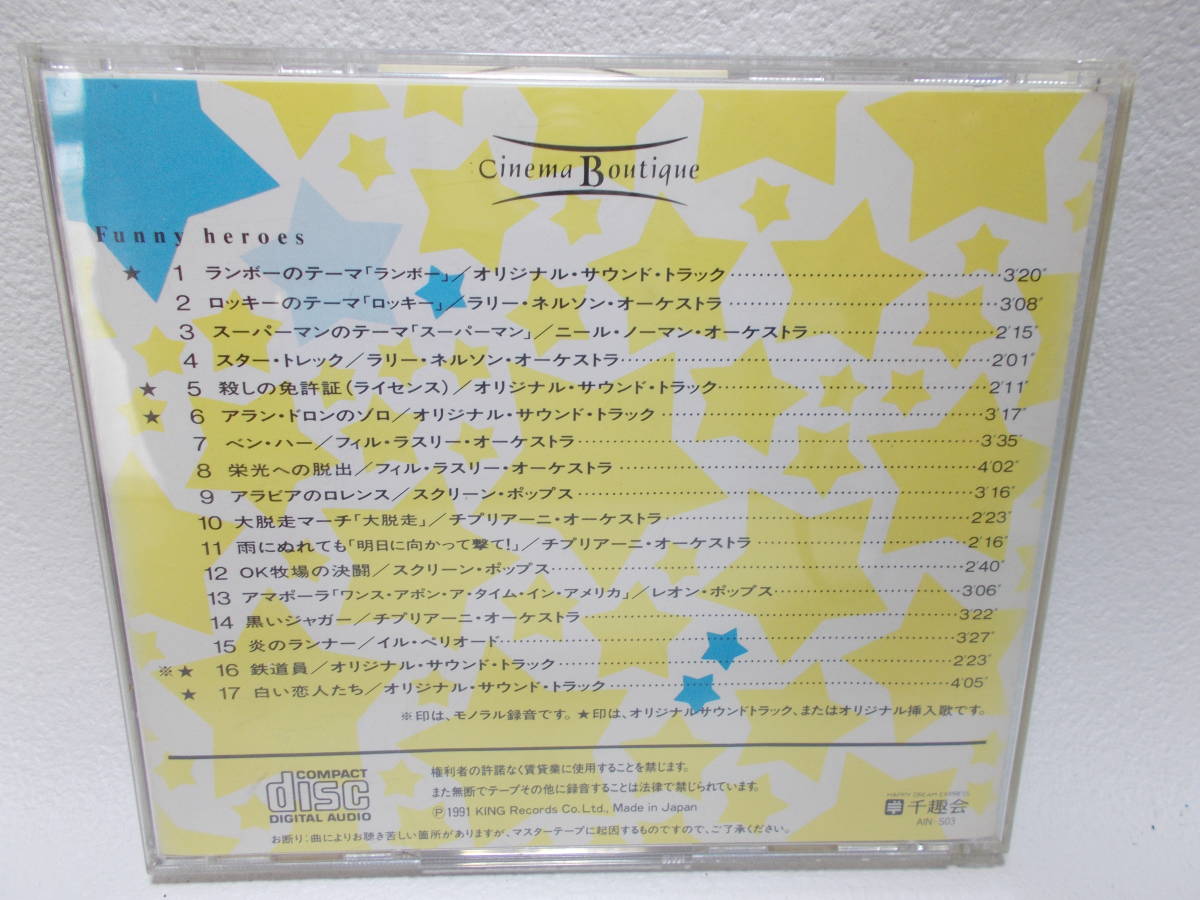 Cinema Boutique
Funny heroes
★ 1 ランボーのテーマ「ランボー」／オリジナル・サウンド・トラック 3'20"
2 ロッキーのテーマ「ロッキー」／ラリー・ネルソン・オーケストラ 3'08"
3 スーパーマンのテーマ「スーパーマン」／ニール・ノーマン・オーケストラ 2'15"
4 スター・トレック／ラリー・ネルソン・オーケストラ 2'01"
★ 5 殺しの免許証（ライセンス）／オリジナル・サウンド・トラック 2'11"
★ 6 アラン・ドロンのゾロ／オリジナル・サウンド・トラック 3'17"
7 ベン・ハー／フィル・ラスリー・オーケストラ 3'35"
8 栄光への脱出／フィル・ラスリー・オーケストラ 4'02"
9 アラビアのロレンス／スクリーン・ポップス 3'16"
10 大脱走マーチ「大脱走」／チプリアーニ・オーケストラ 2'23"
11 雨にぬれても「明日に向かって撃て!」／チプリアーニ・オーケストラ 2'16"
12 OK牧場の決闘／スクリーン・ポップス 2'40"
13 アマポーラ「ワンス・アポン・ア・タイム・イン・アメリカ」／レオン・ポップス 3'06"
14 黒いジャガー／チプリアーニ・オーケストラ 3'22"
15 炎のランナー／イル・ペリオード 3'27"
※★ 16 鉄道員／オリジナル・サウンド・トラック 2'23"
★ 17 白い恋人たち／オリジナル・サウンド・トラック 4'05"
※印は、モノラル録音です。★印は、オリジナルサウンドトラック、またはオリジナル挿入歌です。
COMPACT
disc
DIGITAL AUDIO
権利者の許諾なく賃貸業に使用することを禁じます。
また無断でテープその他に録音することは法律で禁じられています。
Ⓟ1991 KING Records Co.Ltd., Made in Japan
お断り：曲によりお聴き苦しい箇所がありますが、マスターテープに起因するものですので、ご了承ください。
HAPPY DREAM EXPRESS
千趣会
AIN-503